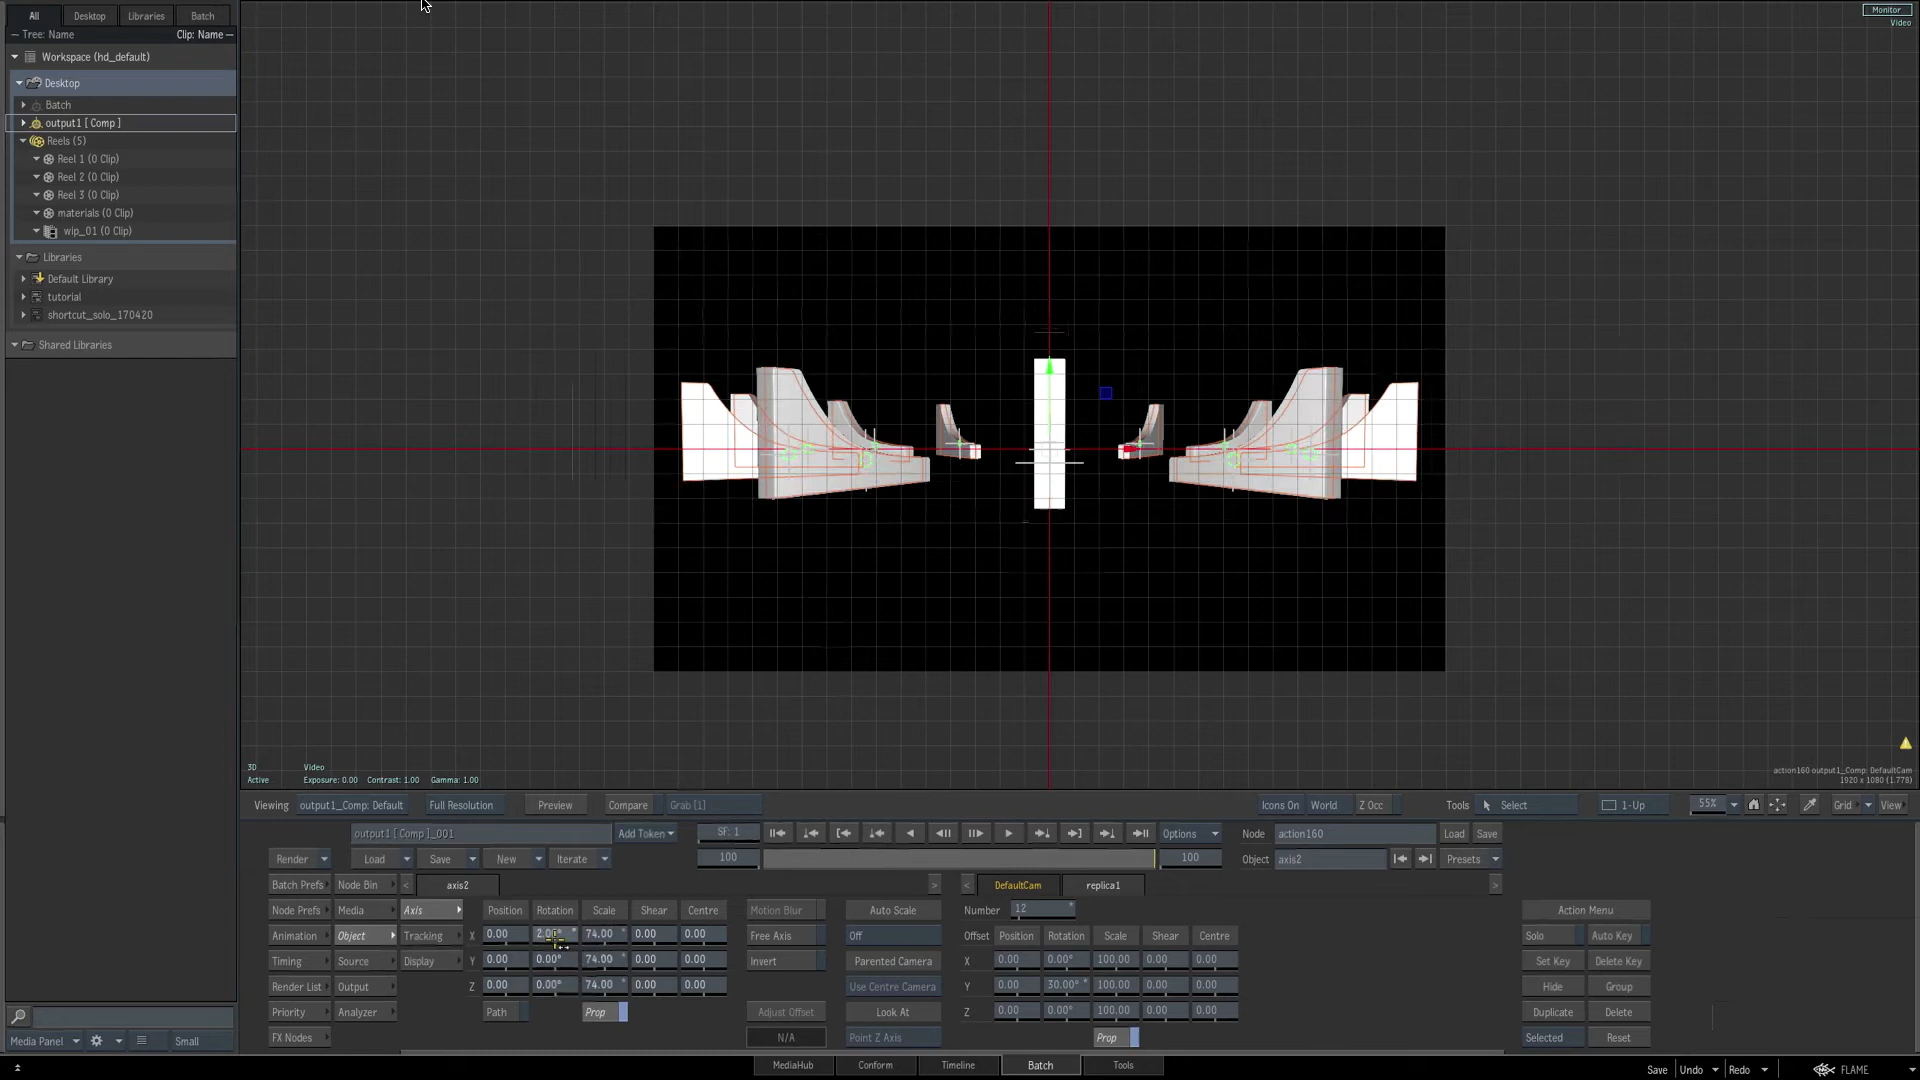 All Desktop Libraries Batch
Tree: Name Clip: Name
Workspace (hd_default)
Desktop
Batch
output1 [ Comp ]
Reels (5)
Reel 1 (0 Clip)
Reel 2 (0 Clip)
Reel 3 (0 Clip)
materials (0 Clip)
wip_01 (0 Clip)
Libraries
Default Library
tutorial
shortcut_solo_170420
Shared Libraries
Monitor
Video
3D Video
Active Exposure: 0.00 Contrast: 1.00 Gamma: 1.00
action160 output1_Comp: DefaultCam
1920 x 1080 (1.778)
Viewing output1_Comp: Default Full Resolution Preview Compare Grab [1] Icons On World Z Occ Tools Select 1-Up 55% Grid View
output1 [ Comp ]_001 Add Token SF: 1 Options Node action160 Load Save
Render Load Save New Iterate 100 100 Object axis2 Presets
Batch Prefs Node Bin axis2 DefaultCam replica1
Node Prefs Media Axis Position Rotation Scale Shear Centre Motion Blur Auto Scale Number 12 Action Menu
Animation Object Tracking X 0.00 2.00° 74.00 0.00 0.00 Free Axis Off Offset Position Rotation Scale Shear Centre Solo Auto Key
Timing Source Display Y 0.00 0.00° 74.00 0.00 0.00 Invert Parented Camera X 0.00 0.00° 100.00 0.00 0.00 Set Key Delete Key
Render List Output Z 0.00 0.00° 74.00 0.00 0.00 Use Centre Camera Y 0.00 30.00° 100.00 0.00 0.00 Hide Group
Priority Analyzer Path Prop Adjust Offset Look At Z 0.00 0.00° 100.00 0.00 0.00 Duplicate Delete
FX Nodes N/A Point Z Axis Prop Selected Reset
Media Panel Small
MediaHub Conform Timeline Batch Tools Save Undo Redo FLAME